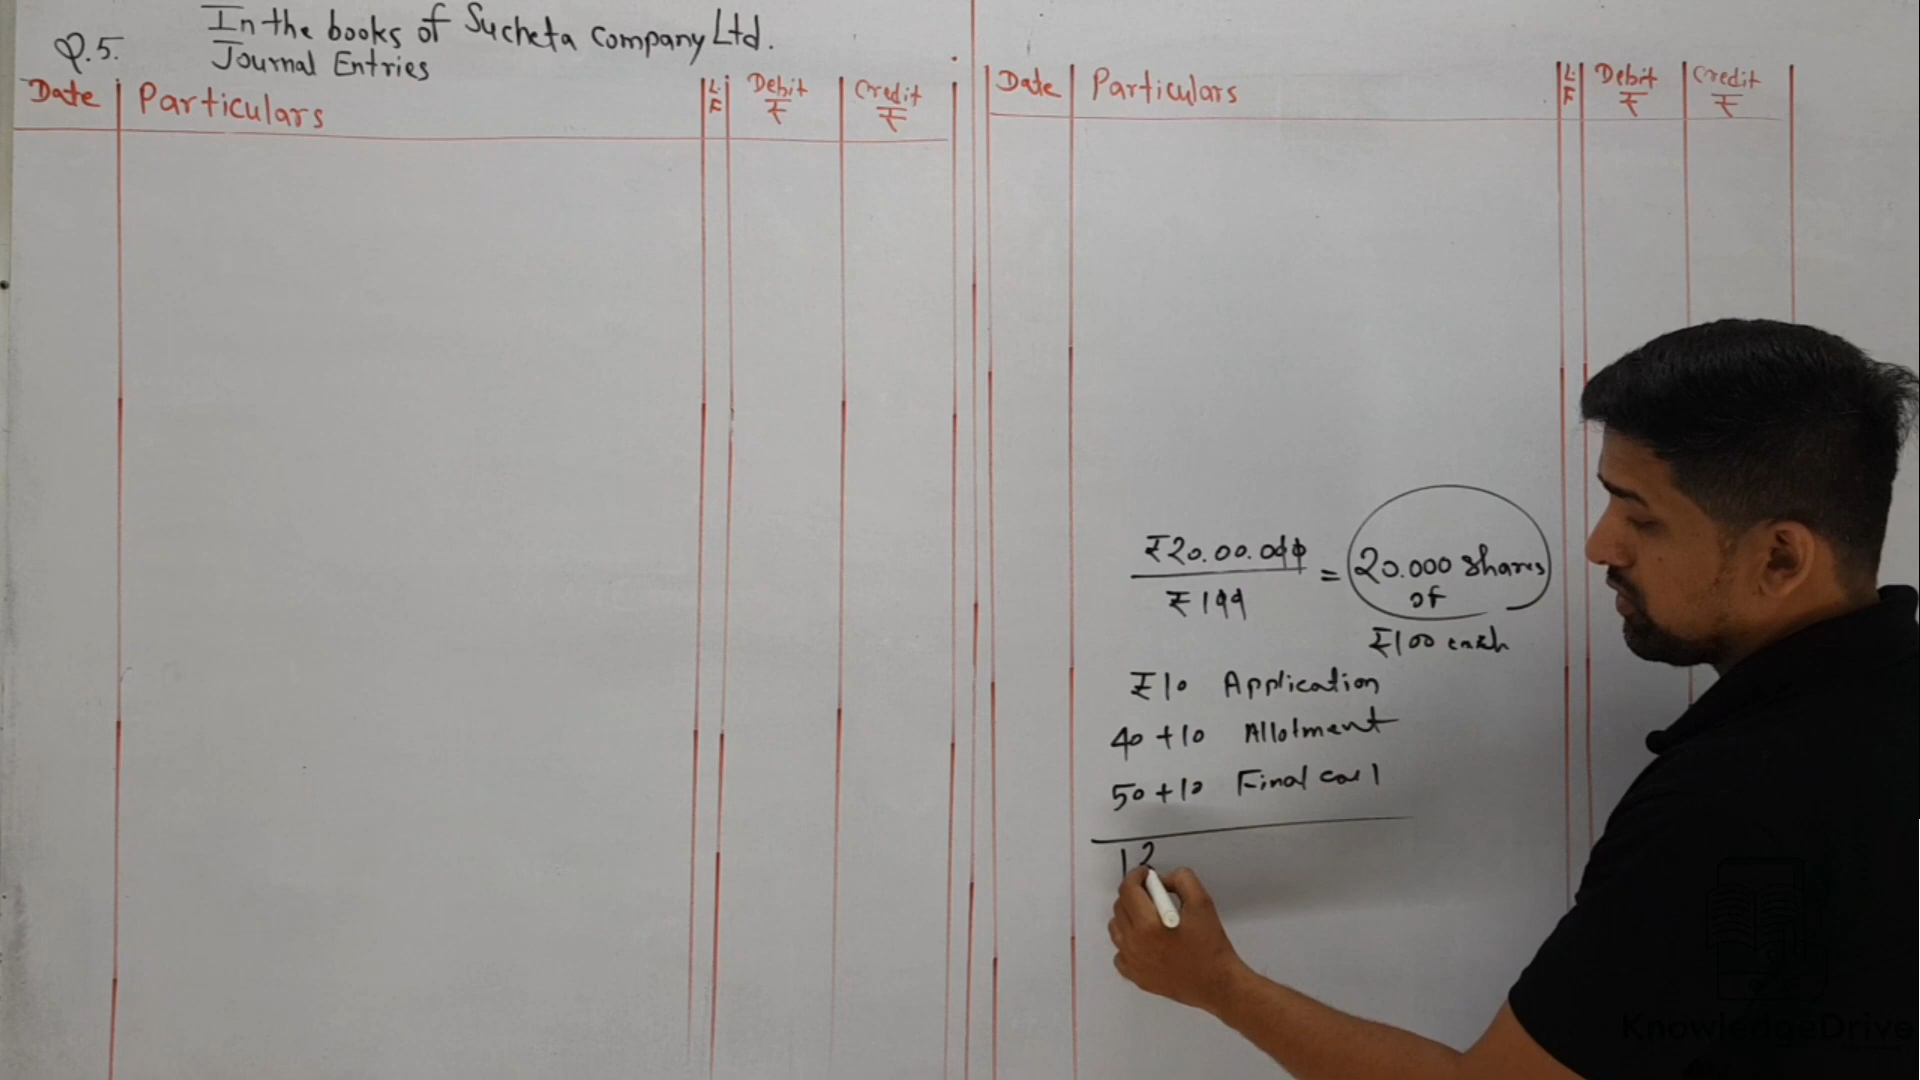 In the books of Sucheta Company Ltd.
Q.5.
Journal Entries
Date Particulars L.F Debit ₹ Credit ₹
Date Particulars L.F Debit ₹ Credit ₹
₹20.00.000
₹100
= 20.000 Shares
of
₹100 each
₹10 Application
40 + 10 Allotment
50 + 10 Final call
12
KnowledgeDrive